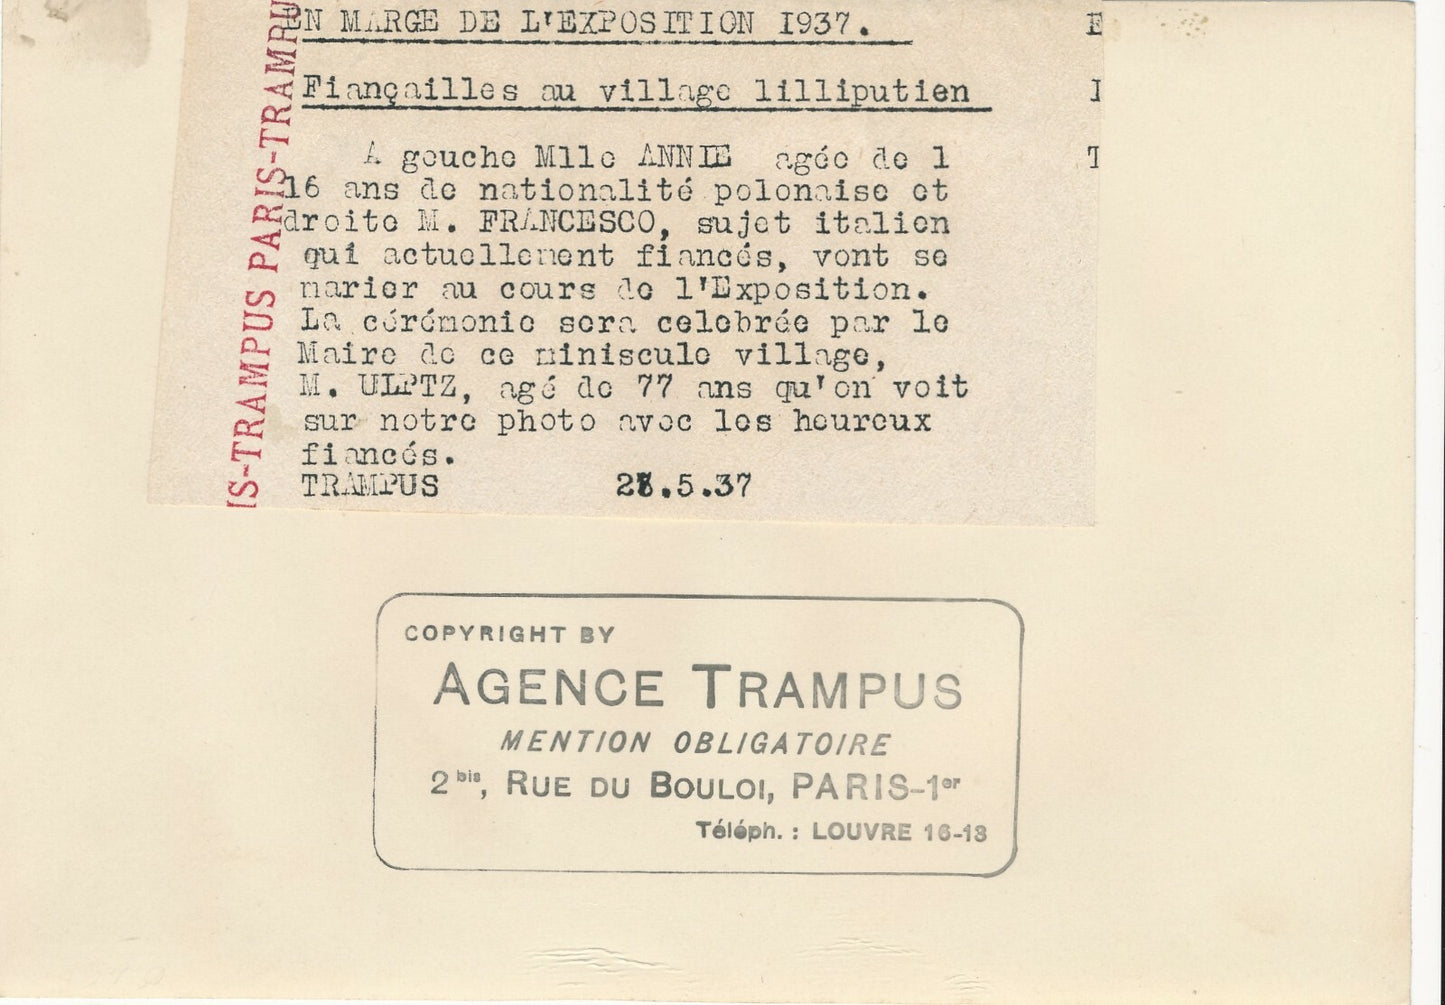 EN MARGE DE L'EXPOSITION 1937.
Fiançailles au village lilliputien
A gouche Mlle ANNIE agée de 1
16 ans de nationalité polonaise et
droite M. FRANCESCO, sujet italien
qui actuellement fiancés, vont se
marier au cours de l'Exposition.
La cérémonie sera celebrée par le
Maire de ce miniscule village,
M. ULPTZ, agé de 77 ans qu'on voit
sur notre photo avec les heureux
fiancés.
TRAMPUS 28.5.37
IS-TRAMPUS PARIS-TRAMPU
E
I
T
COPYRIGHT BY
AGENCE TRAMPUS
MENTION OBLIGATOIRE
2 bis, RUE DU BOULOI, PARIS-1er
Téléph. : LOUVRE 16-13